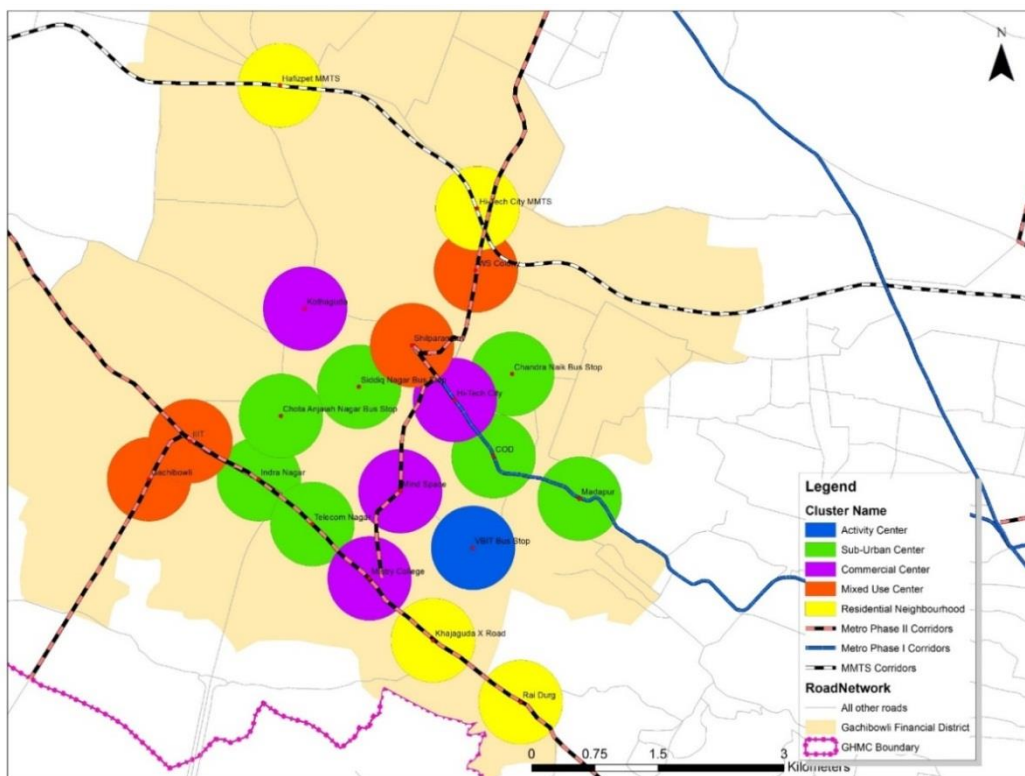 N
Hafizpet MMTS
Hi-Tech City MMTS
NS Colony
Kothaguda
Shilparamam
Siddiq Nagar Bus Stop
Chandra Naik Bus Stop
Hi-Tech City
Chota Anjaiah Nagar Bus Stop
IIIT
COD
Gachibowli
Indra Nagar
Mind Space
Madapur
Telecom Nagar
VBIT Bus Stop
College
Khajaguda X Road
Rai Durg
Legend
Cluster Name
Activity Center
Sub-Urban Center
Commercial Center
Mixed Use Center
Residential Neighbourhood
Metro Phase II Corridors
Metro Phase I Corridors
MMTS Corridors
RoadNetwork
All other roads
Gachibowli Financial District
GHMC Boundary
0 0.75 1.5 3
Kilometers